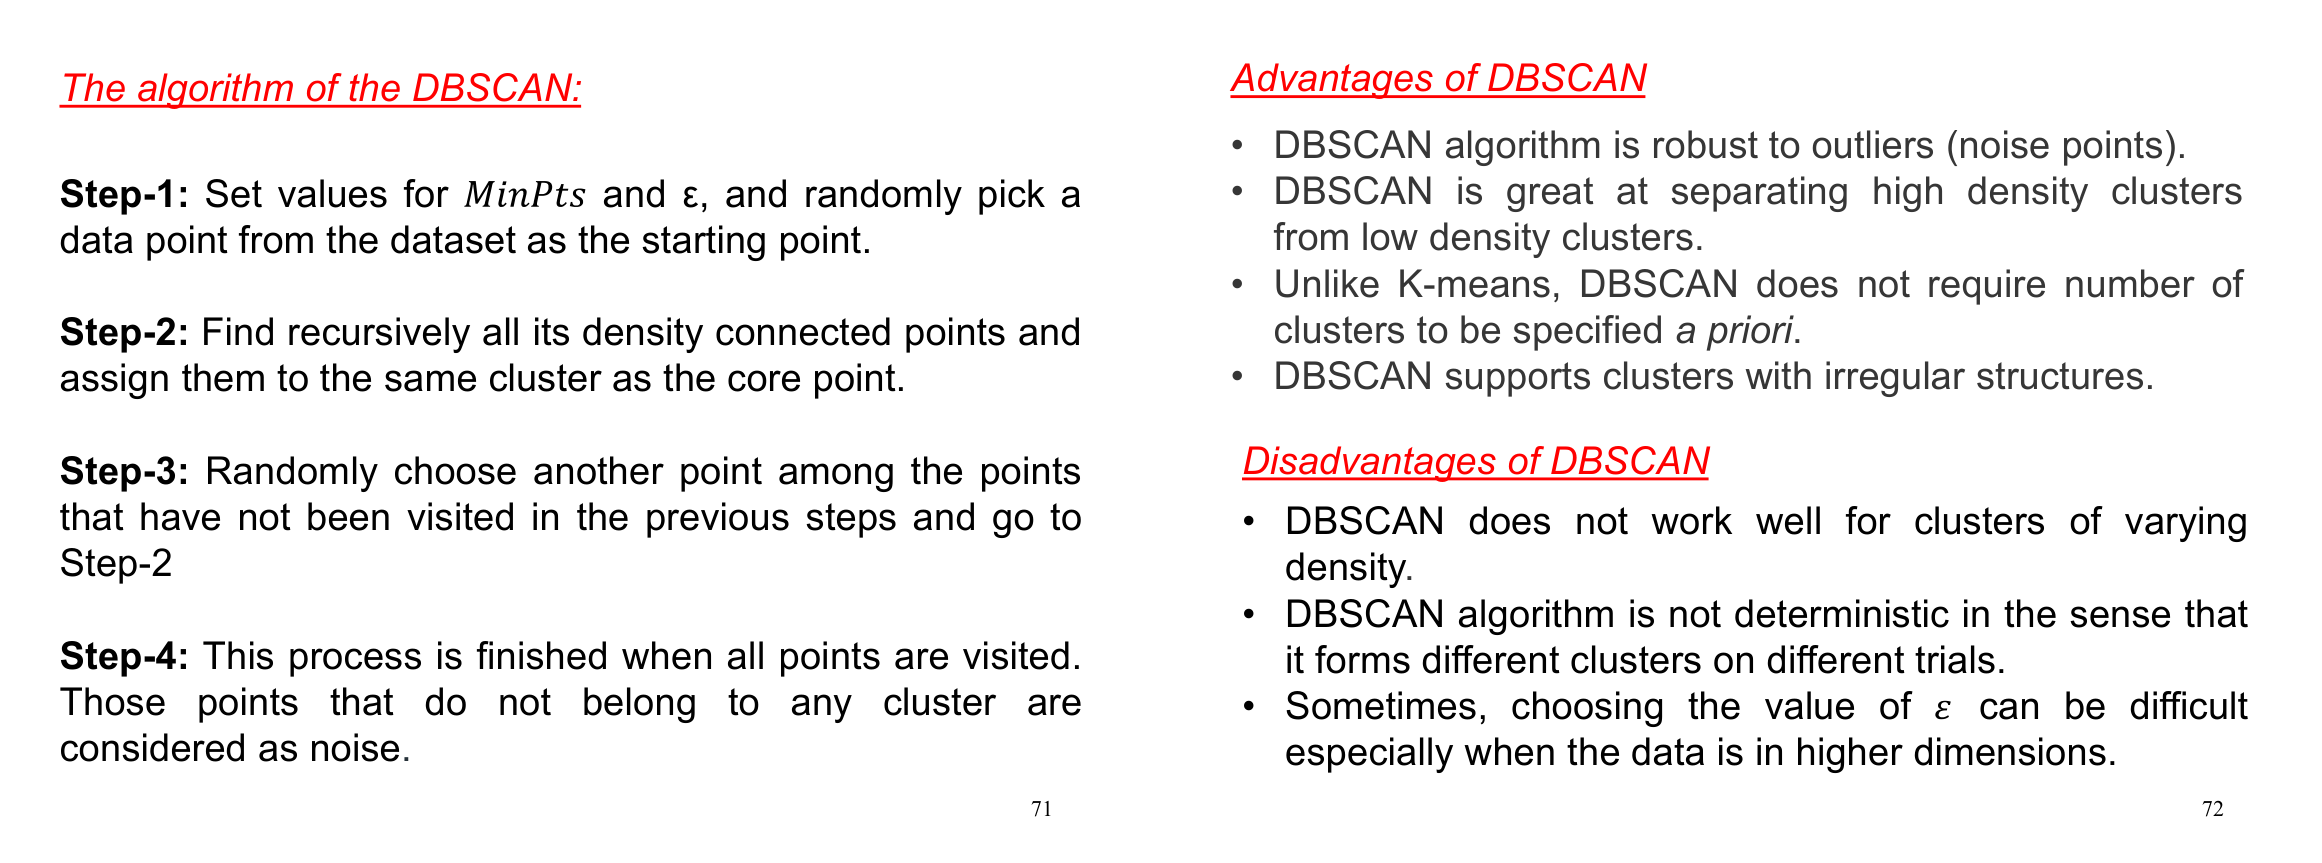 The algorithm of the DBSCAN:
Step-1: Set values for MinPts and ε, and randomly pick a
data point from the dataset as the starting point.
Step-2: Find recursively all its density connected points and
assign them to the same cluster as the core point.
Step-3: Randomly choose another point among the points
that have not been visited in the previous steps and go to
Step-2
Step-4: This process is finished when all points are visited.
Those points that do not belong to any cluster are
considered as noise.
71
Advantages of DBSCAN
• DBSCAN algorithm is robust to outliers (noise points).
• DBSCAN is great at separating high density clusters
from low density clusters.
• Unlike K-means, DBSCAN does not require number of
clusters to be specified a priori.
• DBSCAN supports clusters with irregular structures.
Disadvantages of DBSCAN
• DBSCAN does not work well for clusters of varying
density.
• DBSCAN algorithm is not deterministic in the sense that
it forms different clusters on different trials.
• Sometimes, choosing the value of ε can be difficult
especially when the data is in higher dimensions.
72